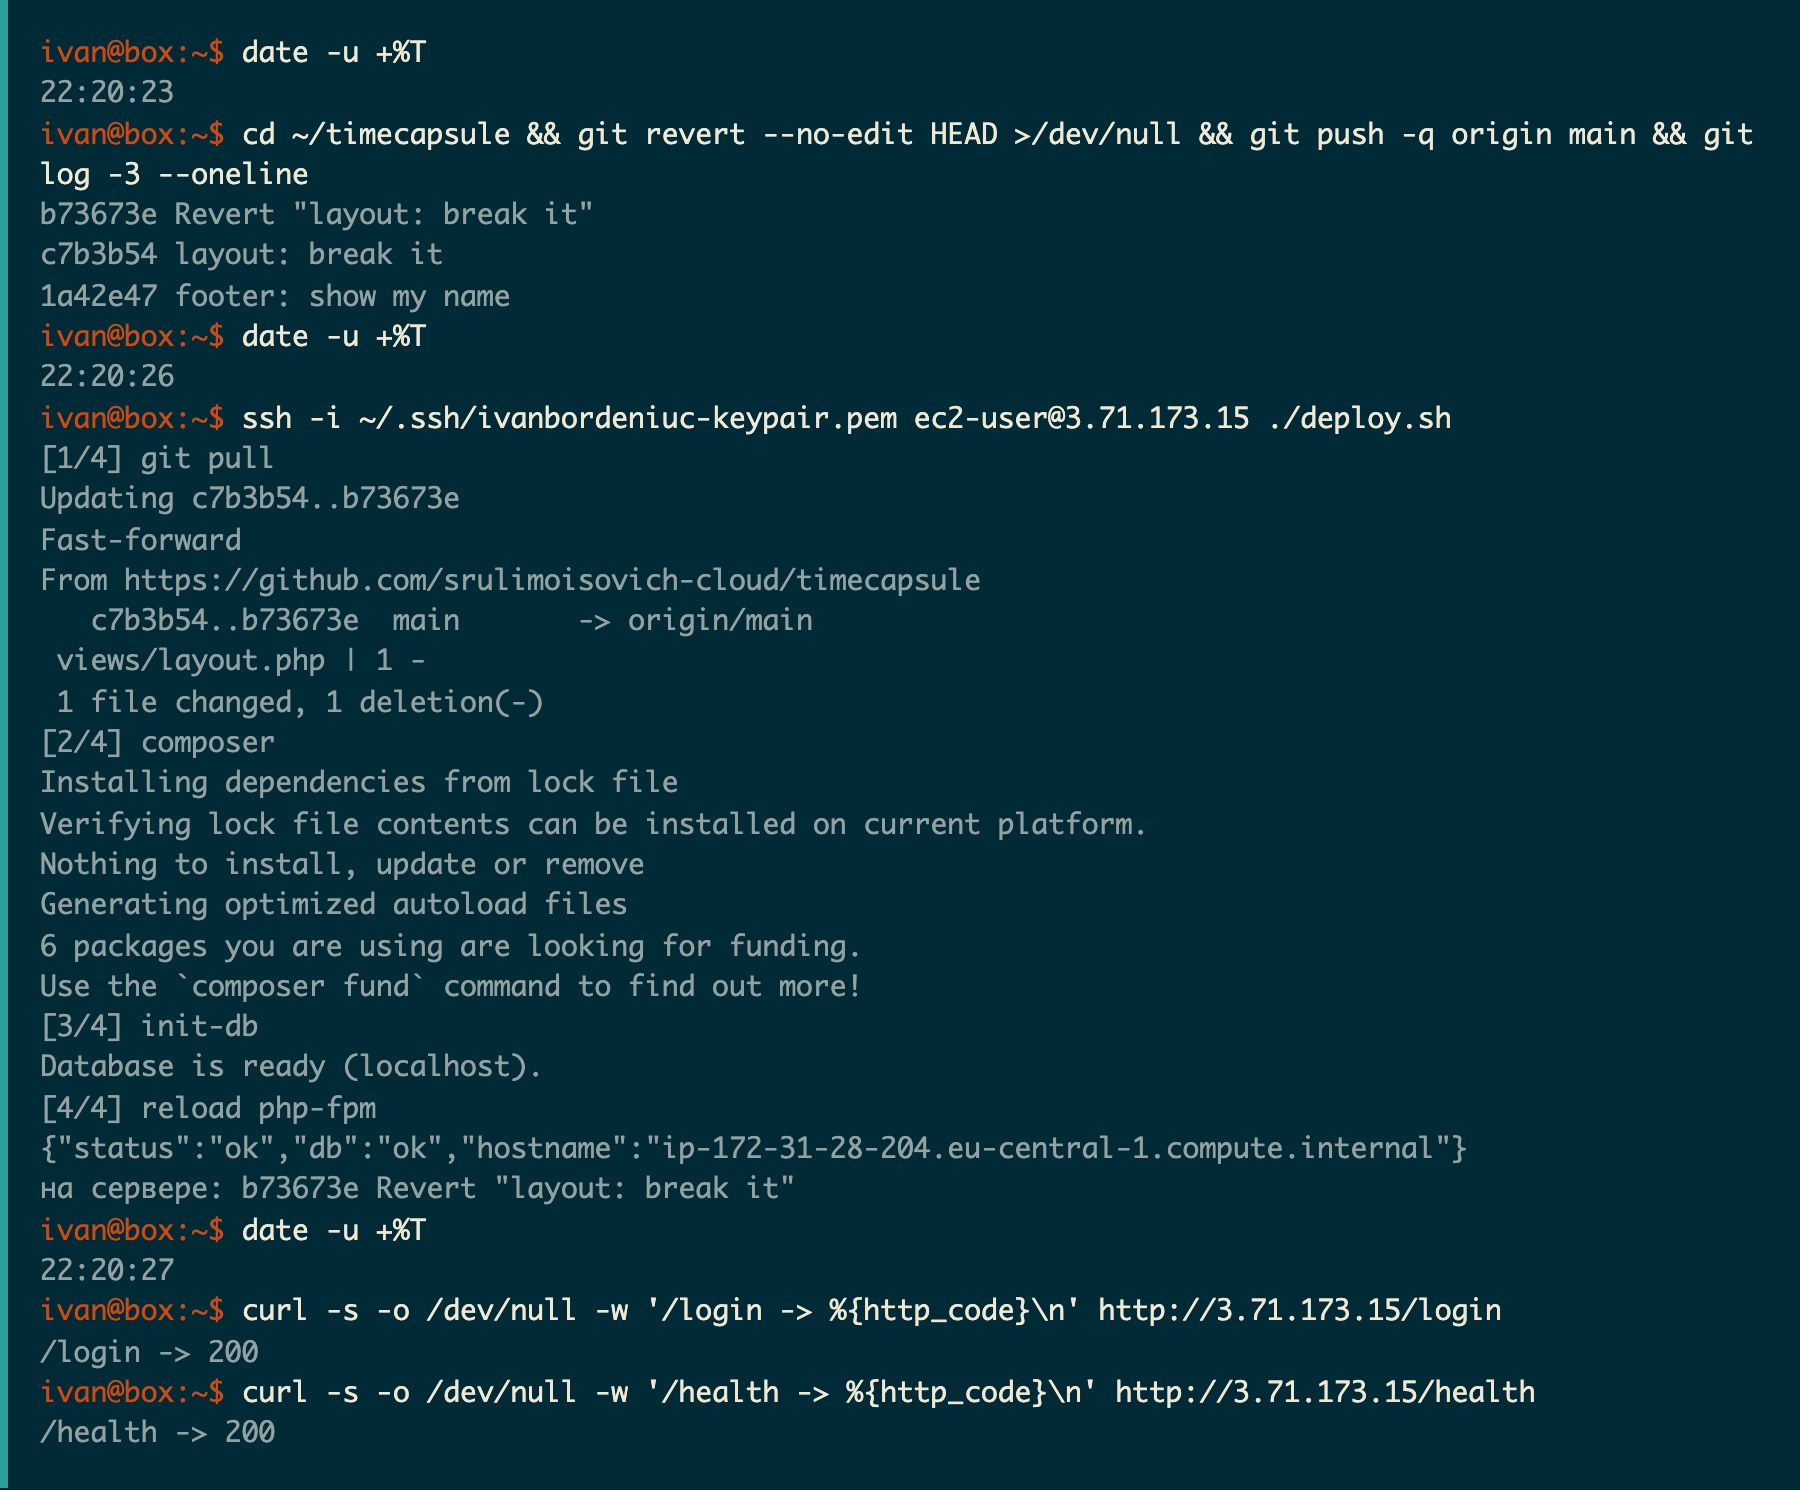 ivan@box:~$ date -u +%T
22:20:23
ivan@box:~$ cd ~/timecapsule && git revert --no-edit HEAD >/dev/null && git push -q origin main && git
log -3 --oneline
b73673e Revert "layout: break it"
c7b3b54 layout: break it
1a42e47 footer: show my name
ivan@box:~$ date -u +%T
22:20:26
ivan@box:~$ ssh -i ~/.ssh/ivanbordeniuc-keypair.pem ec2-user@3.71.173.15 ./deploy.sh
[1/4] git pull
Updating c7b3b54..b73673e
Fast-forward
From https://github.com/srulimoisovich-cloud/timecapsule
   c7b3b54..b73673e  main       -> origin/main
 views/layout.php | 1 -
 1 file changed, 1 deletion(-)
[2/4] composer
Installing dependencies from lock file
Verifying lock file contents can be installed on current platform.
Nothing to install, update or remove
Generating optimized autoload files
6 packages you are using are looking for funding.
Use the `composer fund` command to find out more!
[3/4] init-db
Database is ready (localhost).
[4/4] reload php-fpm
{"status":"ok","db":"ok","hostname":"ip-172-31-28-204.eu-central-1.compute.internal"}
на сервере: b73673e Revert "layout: break it"
ivan@box:~$ date -u +%T
22:20:27
ivan@box:~$ curl -s -o /dev/null -w '/login -> %{http_code}\n' http://3.71.173.15/login
/login -> 200
ivan@box:~$ curl -s -o /dev/null -w '/health -> %{http_code}\n' http://3.71.173.15/health
/health -> 200